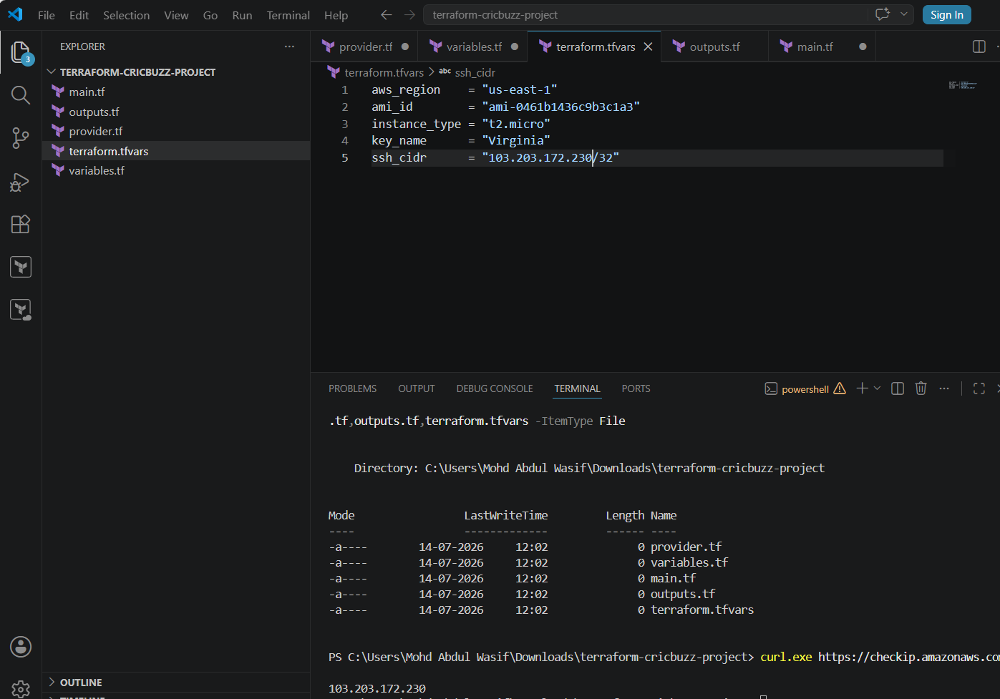 File Edit Selection View Go Run Terminal Help
terraform-cricbuzz-project
Sign In
EXPLORER
3
TERRAFORM-CRICBUZZ-PROJECT
main.tf
outputs.tf
provider.tf
terraform.tfvars
variables.tf
provider.tf variables.tf terraform.tfvars outputs.tf main.tf
terraform.tfvars > abc ssh_cidr
1 aws_region = "us-east-1"
2 ami_id = "ami-0461b1436c9b3c1a3"
3 instance_type = "t2.micro"
4 key_name = "Virginia"
5 ssh_cidr = "103.203.172.230/32"
PROBLEMS OUTPUT DEBUG CONSOLE TERMINAL PORTS
powershell
.tf,outputs.tf,terraform.tfvars -ItemType File
Directory: C:\Users\Mohd Abdul Wasif\Downloads\terraform-cricbuzz-project
Mode LastWriteTime Length Name
---- ------------- ------ ----
-a---- 14-07-2026 12:02 0 provider.tf
-a---- 14-07-2026 12:02 0 variables.tf
-a---- 14-07-2026 12:02 0 main.tf
-a---- 14-07-2026 12:02 0 outputs.tf
-a---- 14-07-2026 12:02 0 terraform.tfvars
PS C:\Users\Mohd Abdul Wasif\Downloads\terraform-cricbuzz-project> curl.exe https://checkip.amazonaws.co
103.203.172.230
OUTLINE